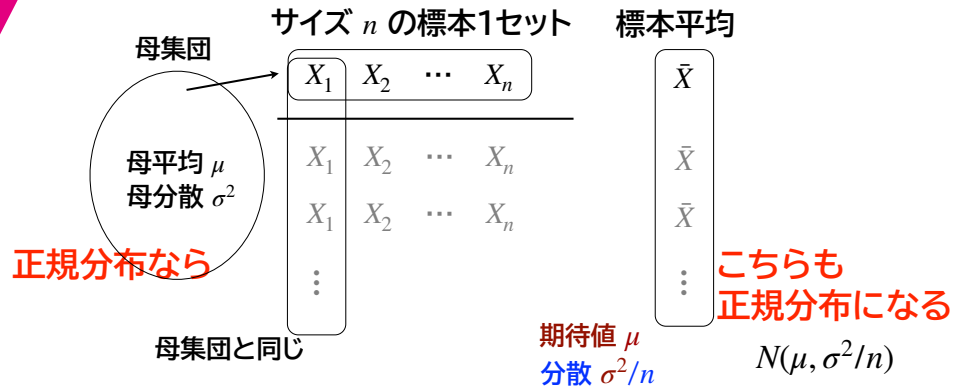 サイズ n の標本1セット
標本平均
母集団
X₁ X₂ ⋯ Xₙ
X̄
母平均 μ
母分散 σ²
X₁ X₂ ⋯ Xₙ
X̄
X₁ X₂ ⋯ Xₙ
X̄
正規分布なら
⋮
⋮
こちらも
正規分布になる
母集団と同じ
期待値 μ
分散 σ²/n
N(μ, σ²/n)